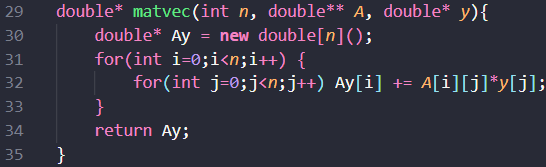 29 double* matvec(int n, double** A, double* y){
30     double* Ay = new double[n]();
31     for(int i=0;i<n;i++) {
32         for(int j=0;j<n;j++) Ay[i] += A[i][j]*y[j];
33     }
34     return Ay;
35 }